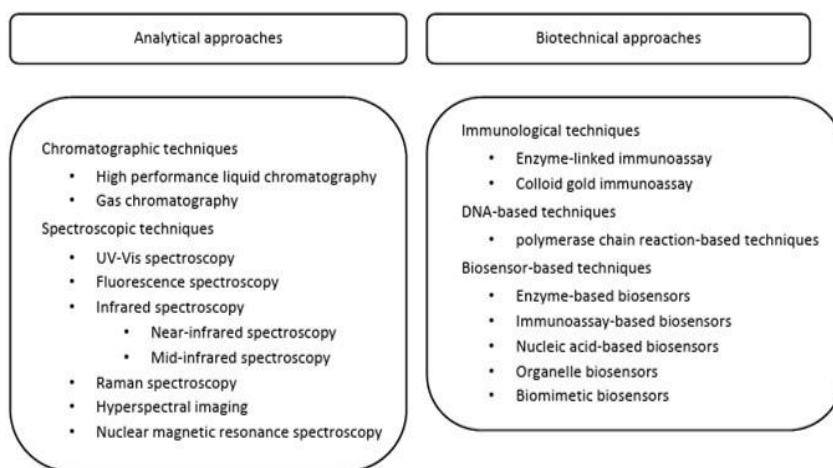 Analytical approaches
Chromatographic techniques
• High performance liquid chromatography
• Gas chromatography
Spectroscopic techniques
• UV-Vis spectroscopy
• Fluorescence spectroscopy
• Infrared spectroscopy
• Near-infrared spectroscopy
• Mid-infrared spectroscopy
• Raman spectroscopy
• Hyperspectral imaging
• Nuclear magnetic resonance spectroscopy
Biotechnical approaches
Immunological techniques
• Enzyme-linked immunoassay
• Colloid gold immunoassay
DNA-based techniques
• polymerase chain reaction-based techniques
Biosensor-based techniques
• Enzyme-based biosensors
• Immunoassay-based biosensors
• Nucleic acid-based biosensors
• Organelle biosensors
• Biomimetic biosensors